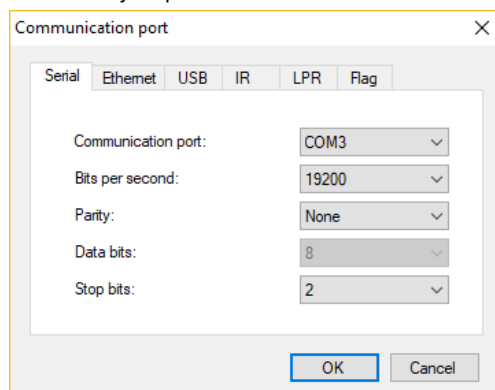 Communication port
Serial Ethernet USB IR LPR Flag
Communication port: COM3
Bits per second: 19200
Parity: None
Data bits: 8
Stop bits: 2
OK Cancel